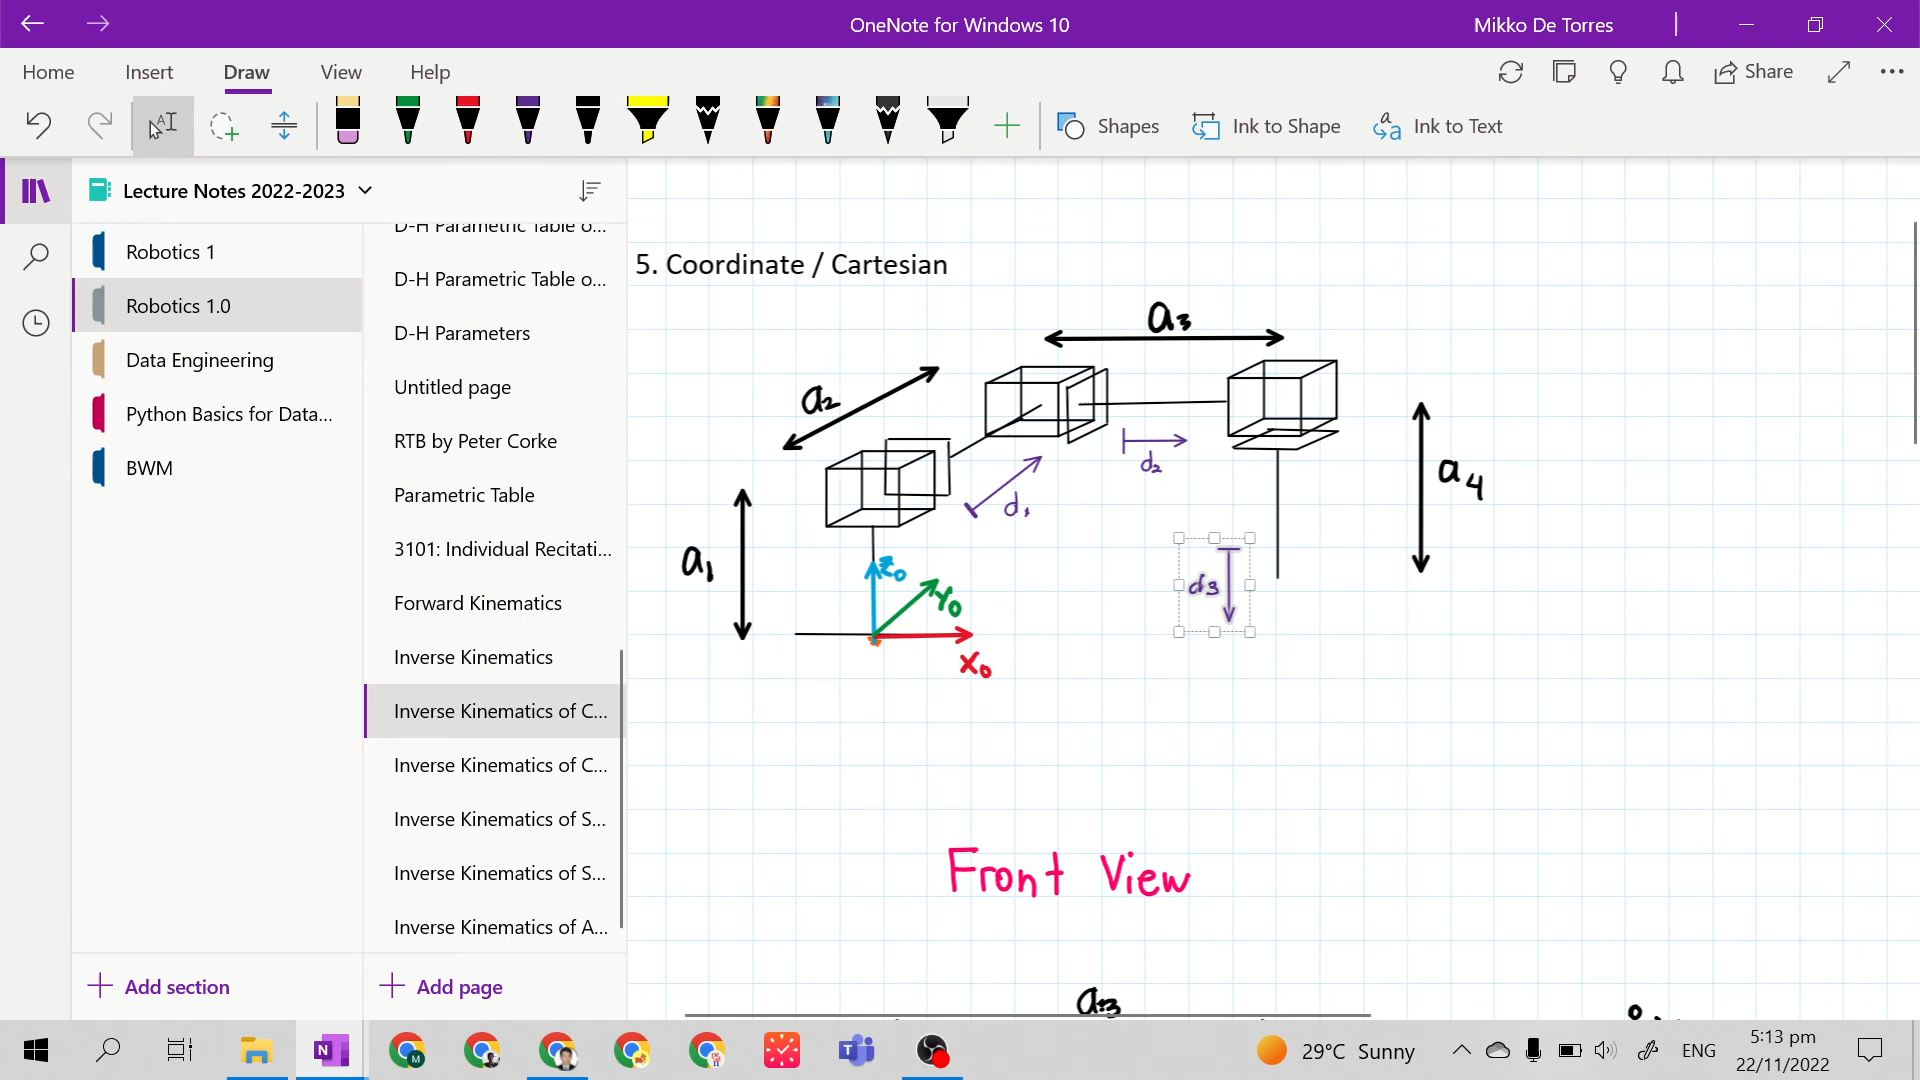 OneNote for Windows 10
Mikko De Torres
Home
Insert
Draw
View
Help
Share
Shapes
Ink to Shape
Ink to Text
Lecture Notes 2022-2023
Robotics 1
Robotics 1.0
Data Engineering
Python Basics for Data...
BWM
D-H Parametric Table o...
D-H Parametric Table o...
D-H Parameters
Untitled page
RTB by Peter Corke
Parametric Table
3101: Individual Recitati...
Forward Kinematics
Inverse Kinematics
Inverse Kinematics of C...
Inverse Kinematics of C...
Inverse Kinematics of S...
Inverse Kinematics of S...
Inverse Kinematics of A...
Add section
Add page
5. Coordinate / Cartesian
a3
a2
d2
a4
d1
a1
z0
y0
d3
x0
Front View
a3
29°C Sunny
ENG
5:13 pm
22/11/2022